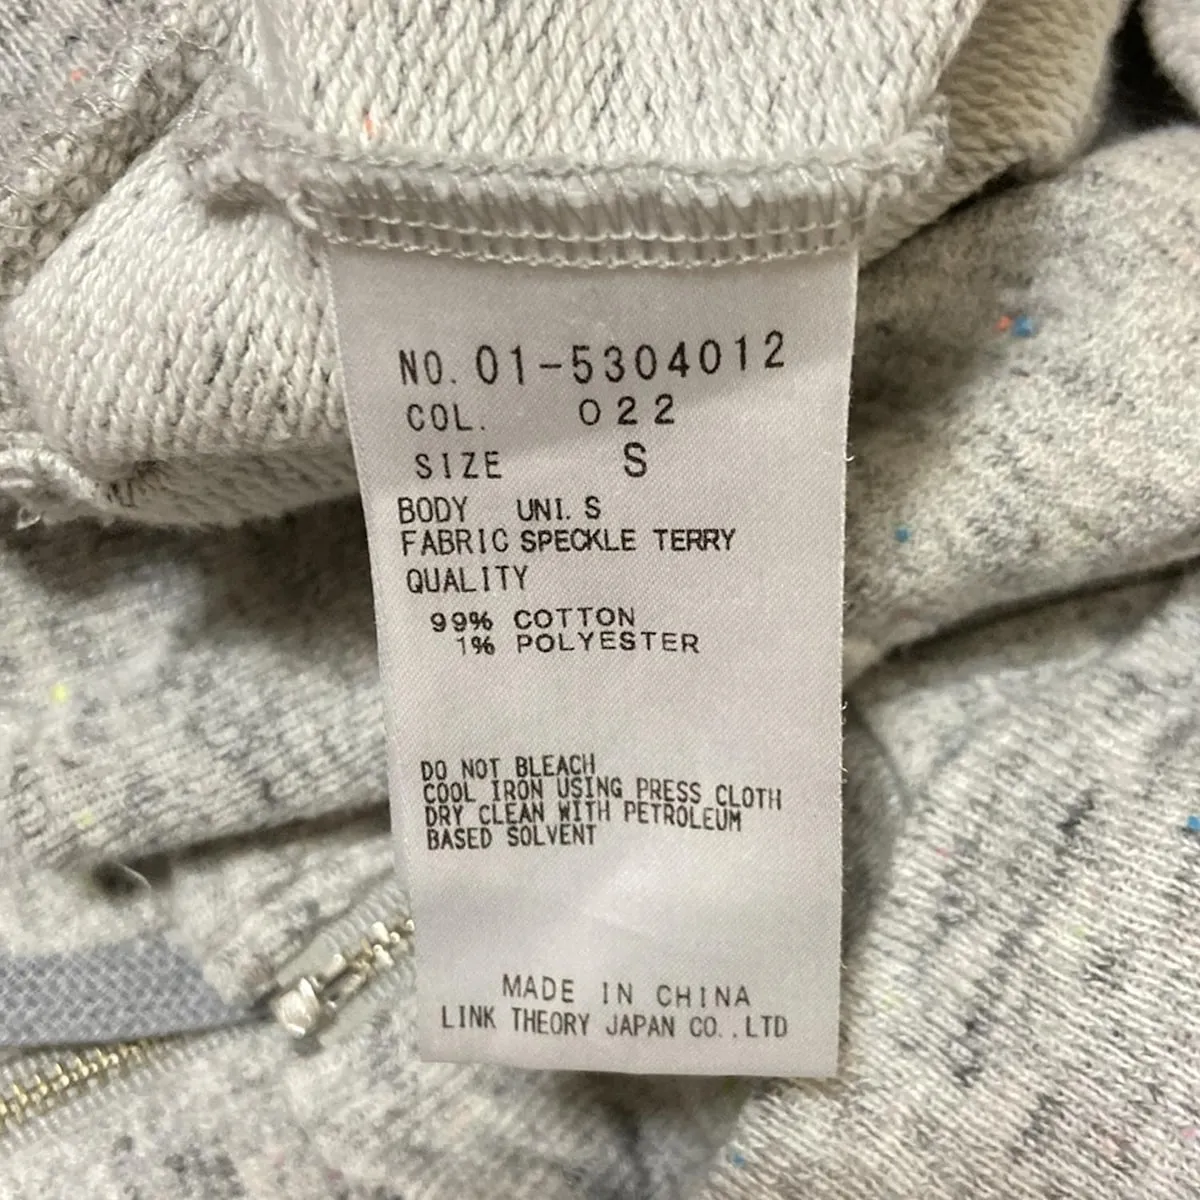 NO. 01-5304012
COL. 022
SIZE S
BODY UNI. S
FABRIC SPECKLE TERRY
QUALITY
99% COTTON
1% POLYESTER
DO NOT BLEACH
COOL IRON USING PRESS CLOTH
DRY CLEAN WITH PETROLEUM
BASED SOLVENT
MADE IN CHINA
LINK THEORY JAPAN CO.,LTD